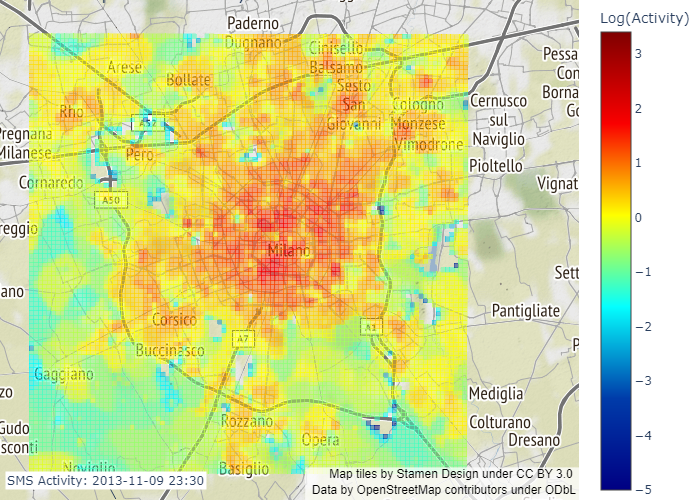 Log(Activity)
Paderno
Dugnano
Cinisello
Balsamo
Arese
Bollate
Sesto
San
Giovanni
Rho
A52
Cologno
Monzese
Vimodrone
Cernusco
sul
Naviglio
Pessa
Con
Borna
Go
Pregnana
Milanese
Pero
Pioltello
Cornaredo
A50
Vignat
reggio
Milano
Sett
ano
Corsico
Pantigliate
A7
A1
Buccinasco
P
Gaggiano
zo
Mediglia
Rozzano
Colturano
Gudo
Dresano
sconti
Opera
Noviglio
Basiglio
SMS Activity: 2013-11-09 23:30
Map tiles by Stamen Design under CC BY 3.0
Data by OpenStreetMap contributors under ODbL
3
2
1
0
−1
−2
−3
−4
−5